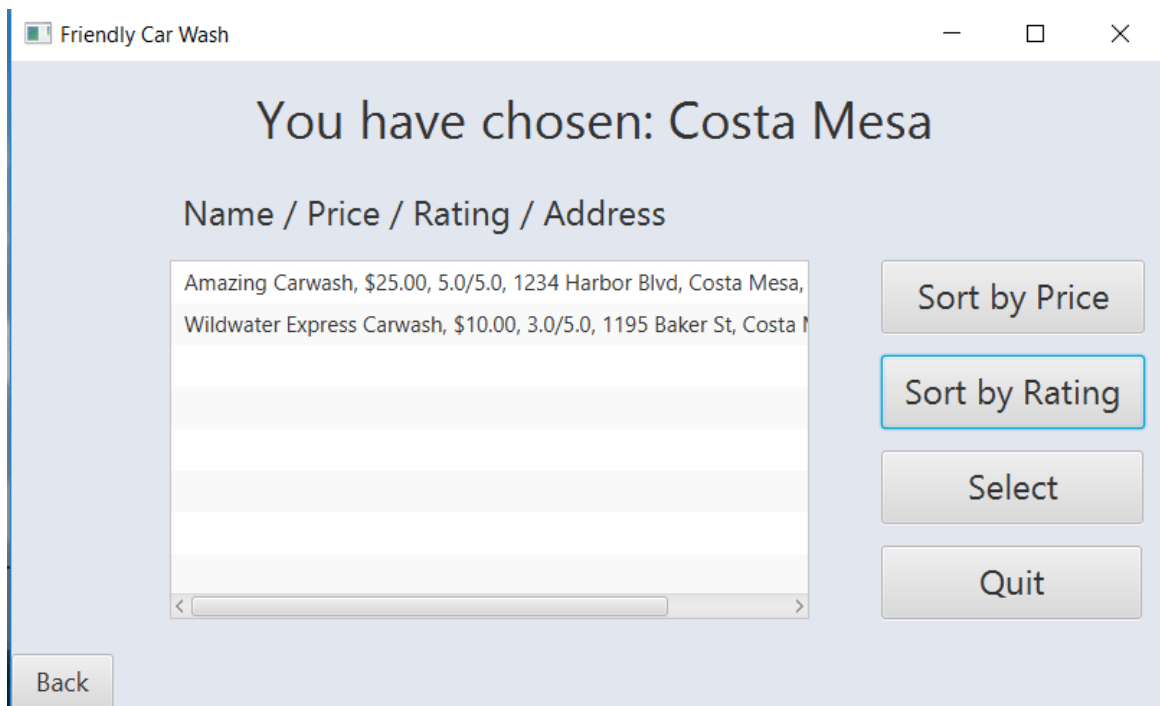 Friendly Car Wash
You have chosen: Costa Mesa
Name / Price / Rating / Address
Amazing Carwash, $25.00, 5.0/5.0, 1234 Harbor Blvd, Costa Mesa,
Wildwater Express Carwash, $10.00, 3.0/5.0, 1195 Baker St, Costa
Sort by Price
Sort by Rating
Select
Quit
Back